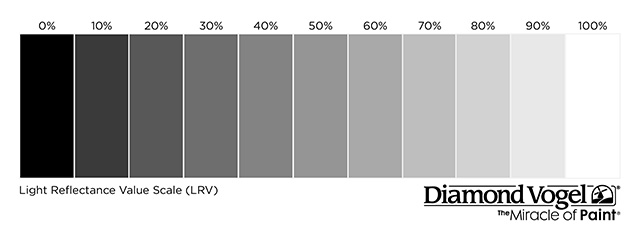 0% 10% 20% 30% 40% 50% 60% 70% 80% 90% 100%
Light Reflectance Value Scale (LRV)
Diamond Vogel®
The Miracle of Paint®